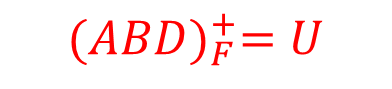 $(ABD)_F^+ = U$